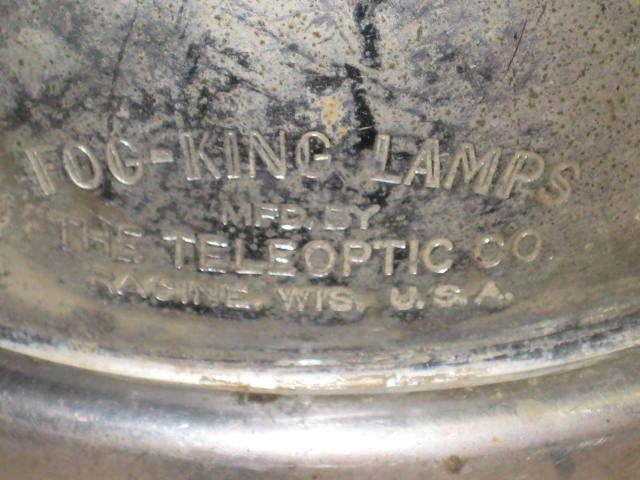 FOG-KING LAMPS
MFD. BY
THE TELEOPTIC CO.
RACINE, WIS. U.S.A.